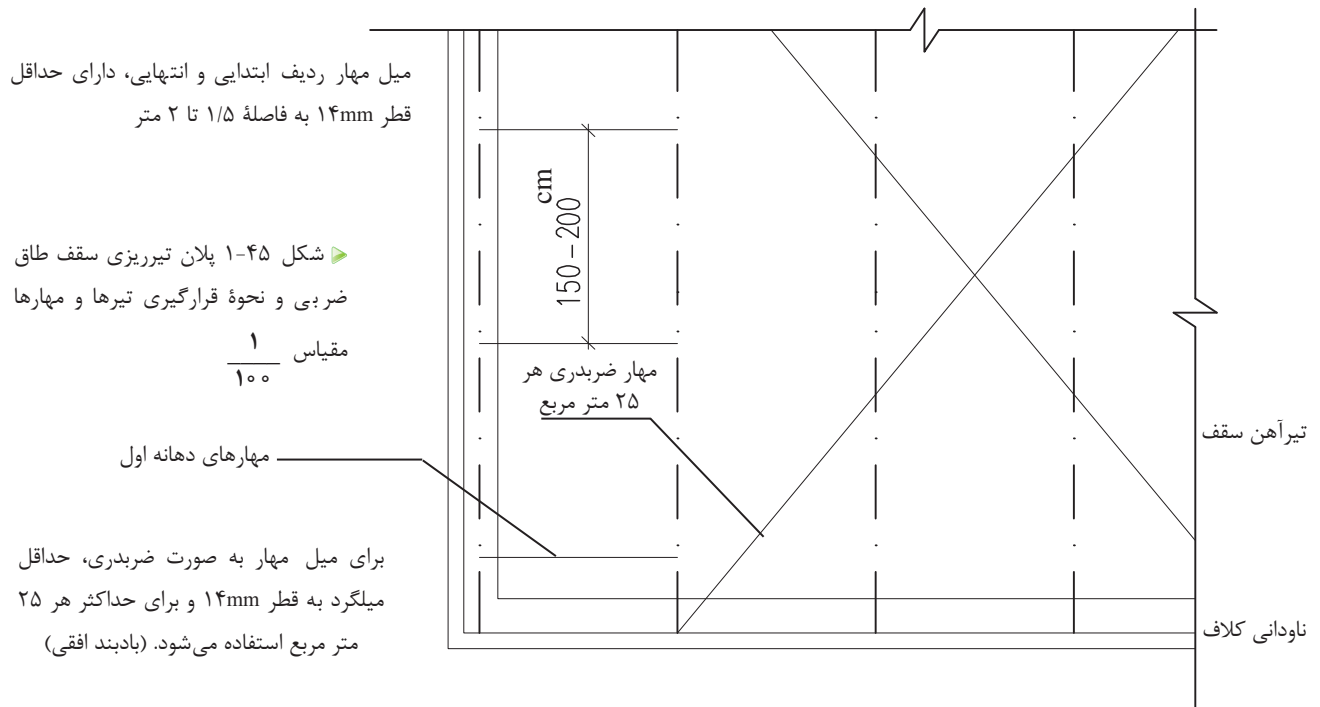 میل مهار ردیف ابتدایی و انتهایی، دارای حداقل
قطر ۱۴mm به فاصلهٔ ۱/۵ تا ۲ متر
شکل ۴۵-۱ پلان تیرریزی سقف طاق
ضربی و نحوهٔ قرارگیری تیرها و مهارها
مقیاس ۱/۱۰۰
150 – 200 cm
مهار ضربدری هر
۲۵ متر مربع
تیرآهن سقف
مهارهای دهانه اول
برای میل مهار به صورت ضربدری، حداقل
میلگرد به قطر ۱۴mm و برای حداکثر هر ۲۵
متر مربع استفاده می‌شود. (بادبند افقی)
ناودانی کلاف